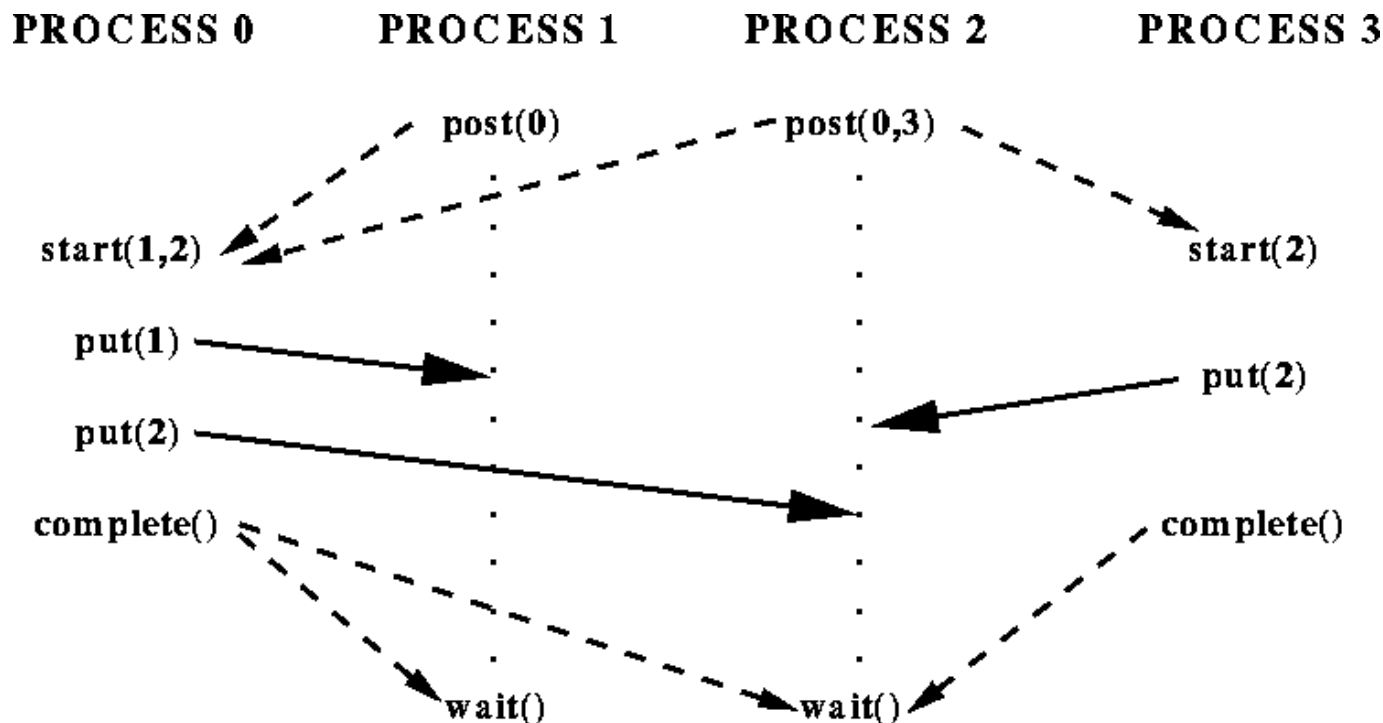 PROCESS 0 PROCESS 1 PROCESS 2 PROCESS 3
post(0) post(0,3)
start(1,2) start(2)
put(1)
put(2)
put(2)
complete() complete()
wait() wait()